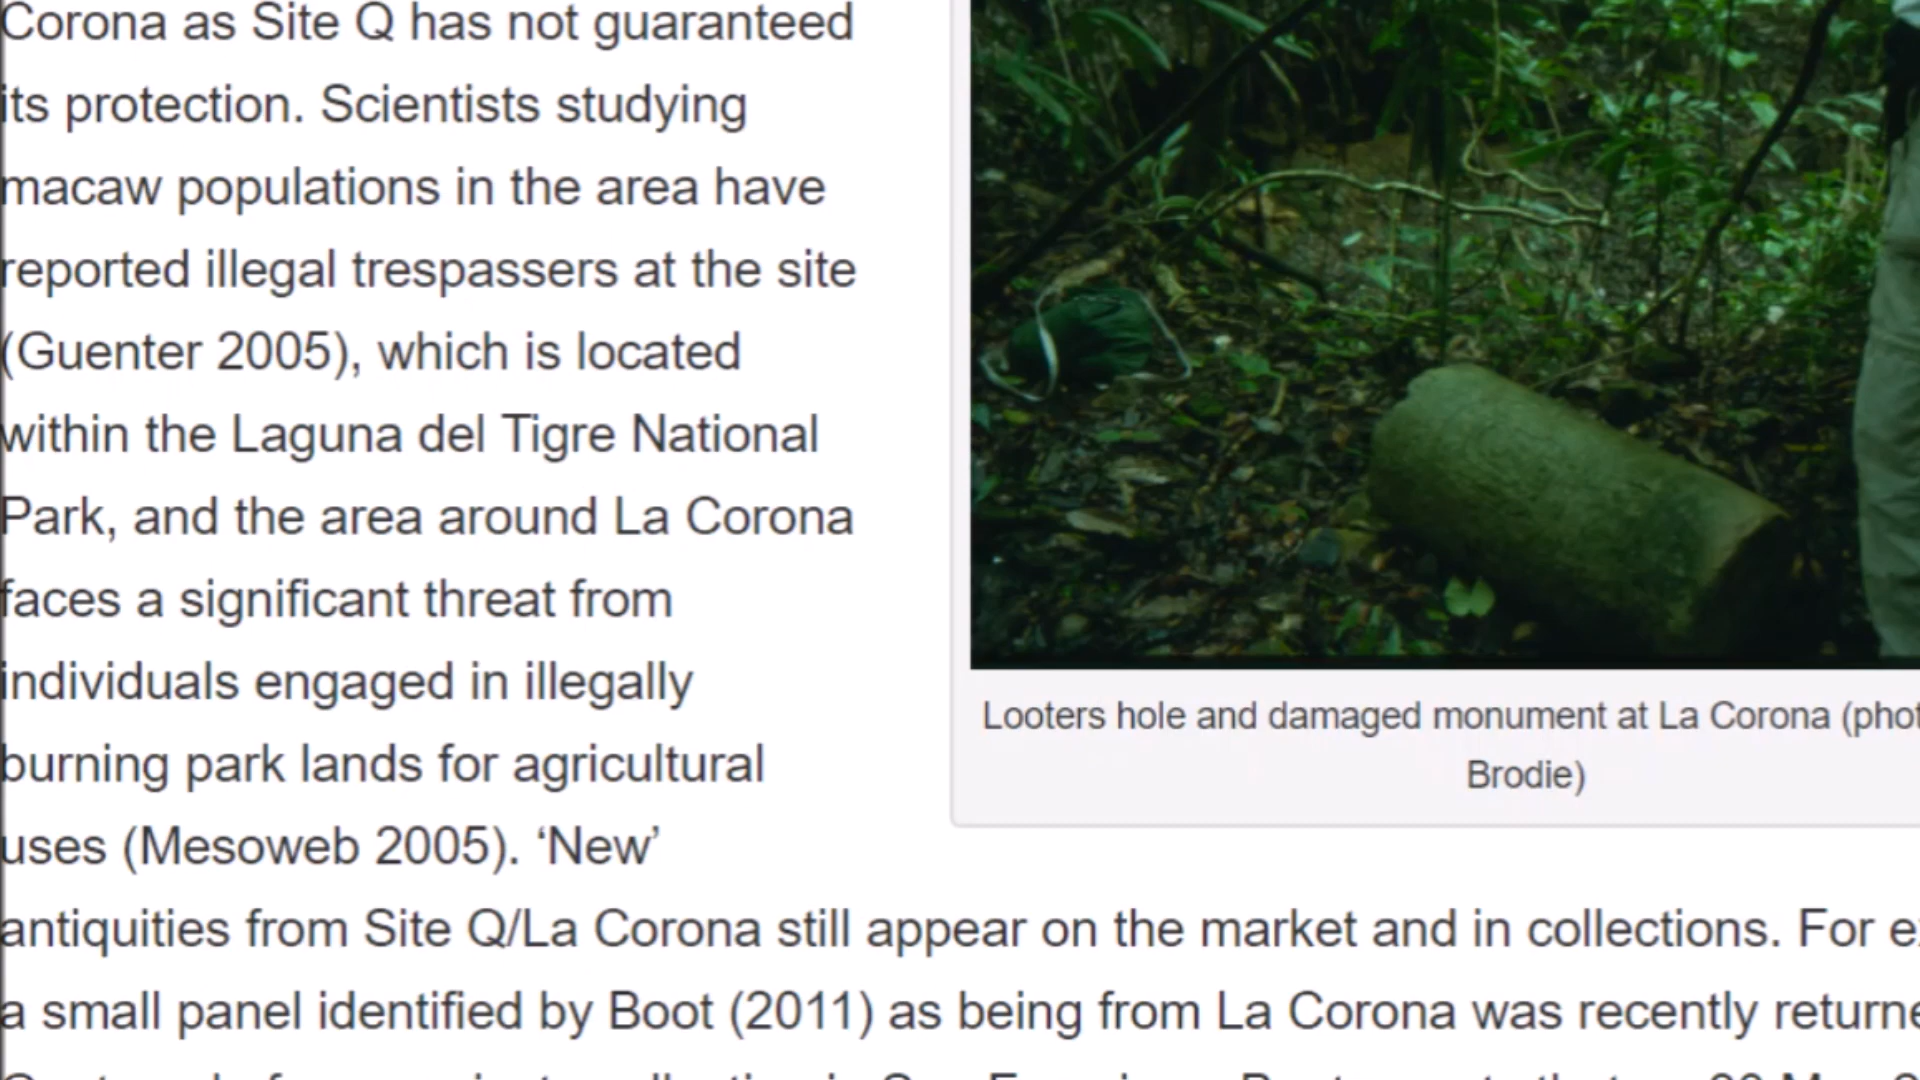 Corona as Site Q has not guaranteed
its protection. Scientists studying
macaw populations in the area have
reported illegal trespassers at the site
(Guenter 2005), which is located
within the Laguna del Tigre National
Park, and the area around La Corona
faces a significant threat from
individuals engaged in illegally
burning park lands for agricultural
uses (Mesoweb 2005). ‘New’
antiquities from Site Q/La Corona still appear on the market and in collections. For
a small panel identified by Boot (2011) as being from La Corona was recently
Looters hole and damaged monument at La Corona
Brodie)